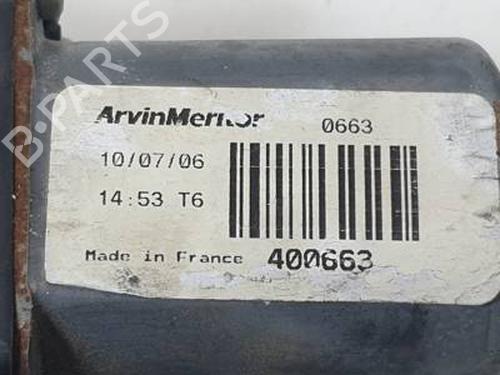 B-PARTS
ArvinMeritor 0663
10/07/06
14:53 T6
Made in France 400663